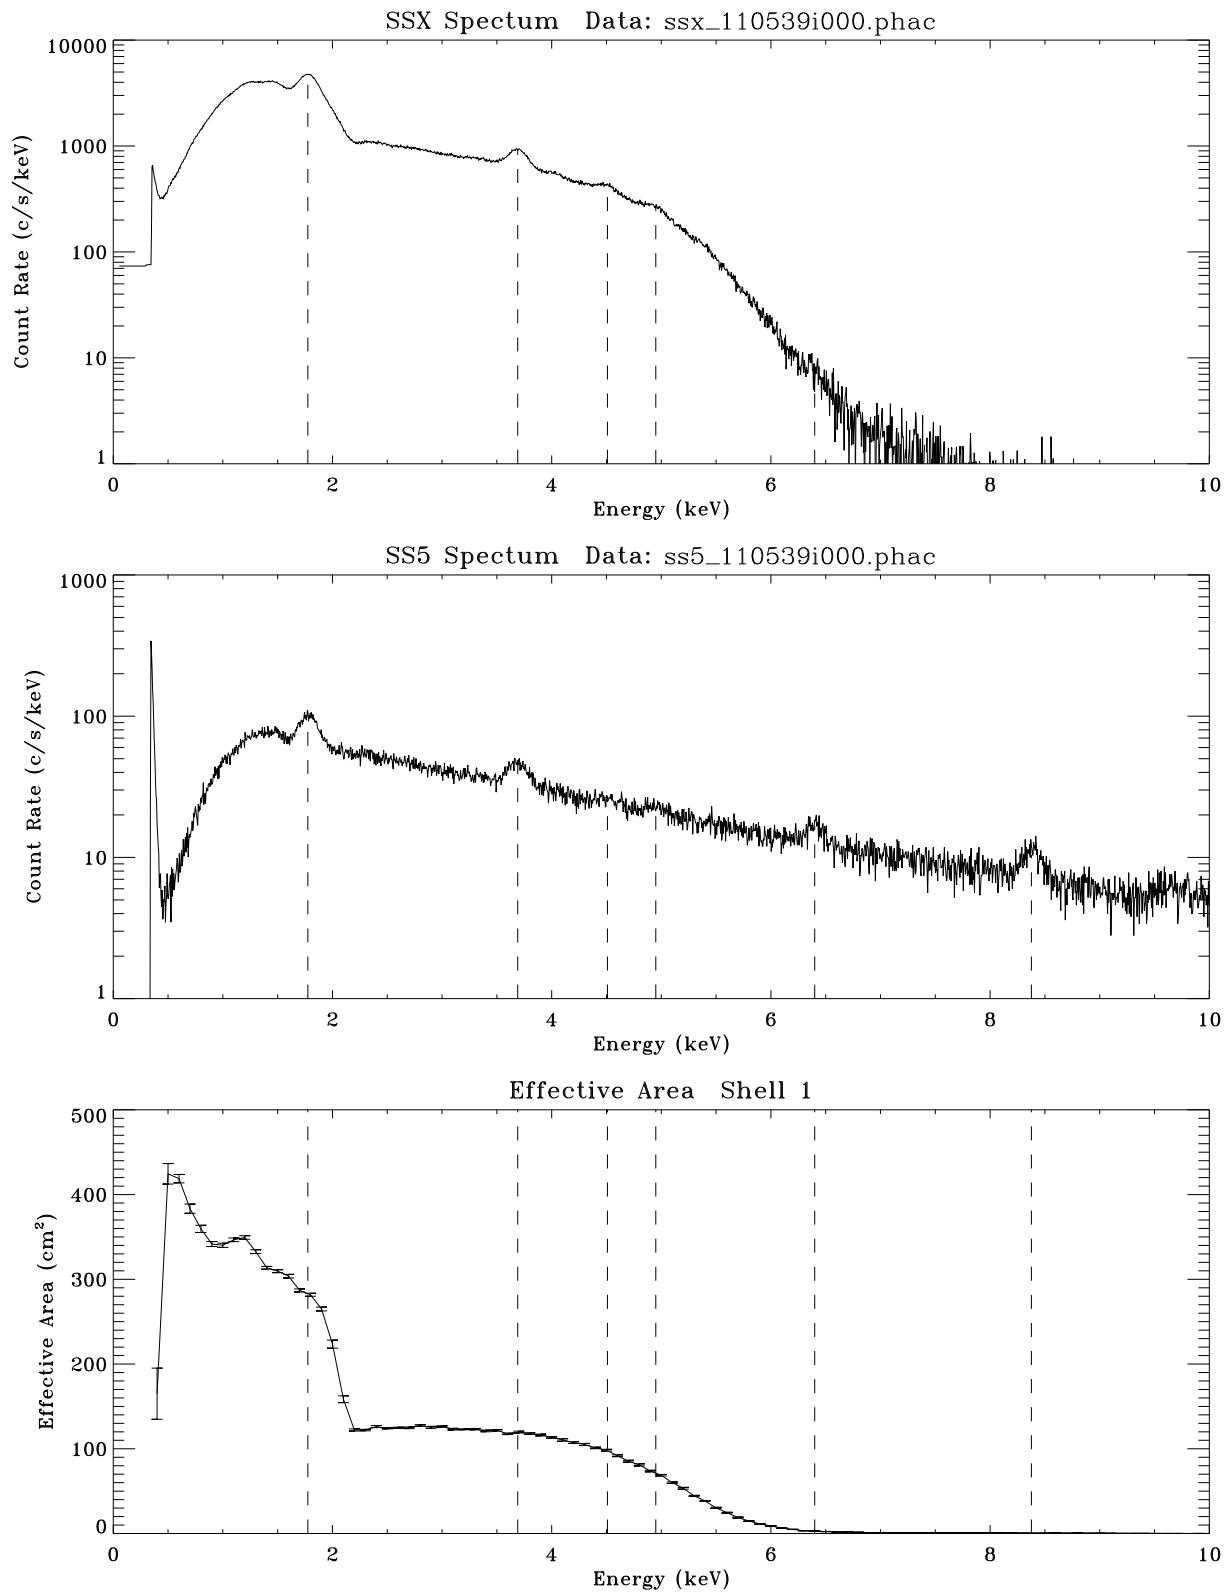 SSX Spectum Data: ssx_110539i000.phac
10000
1000
100
10
1
Count Rate (c/s/keV)
0 2 4 6 8 10
Energy (keV)
SS5 Spectum Data: ss5_110539i000.phac
1000
100
10
1
Count Rate (c/s/keV)
0 2 4 6 8 10
Energy (keV)
Effective Area Shell 1
500
400
300
200
100
0
Effective Area (cm²)
0 2 4 6 8 10
Energy (keV)